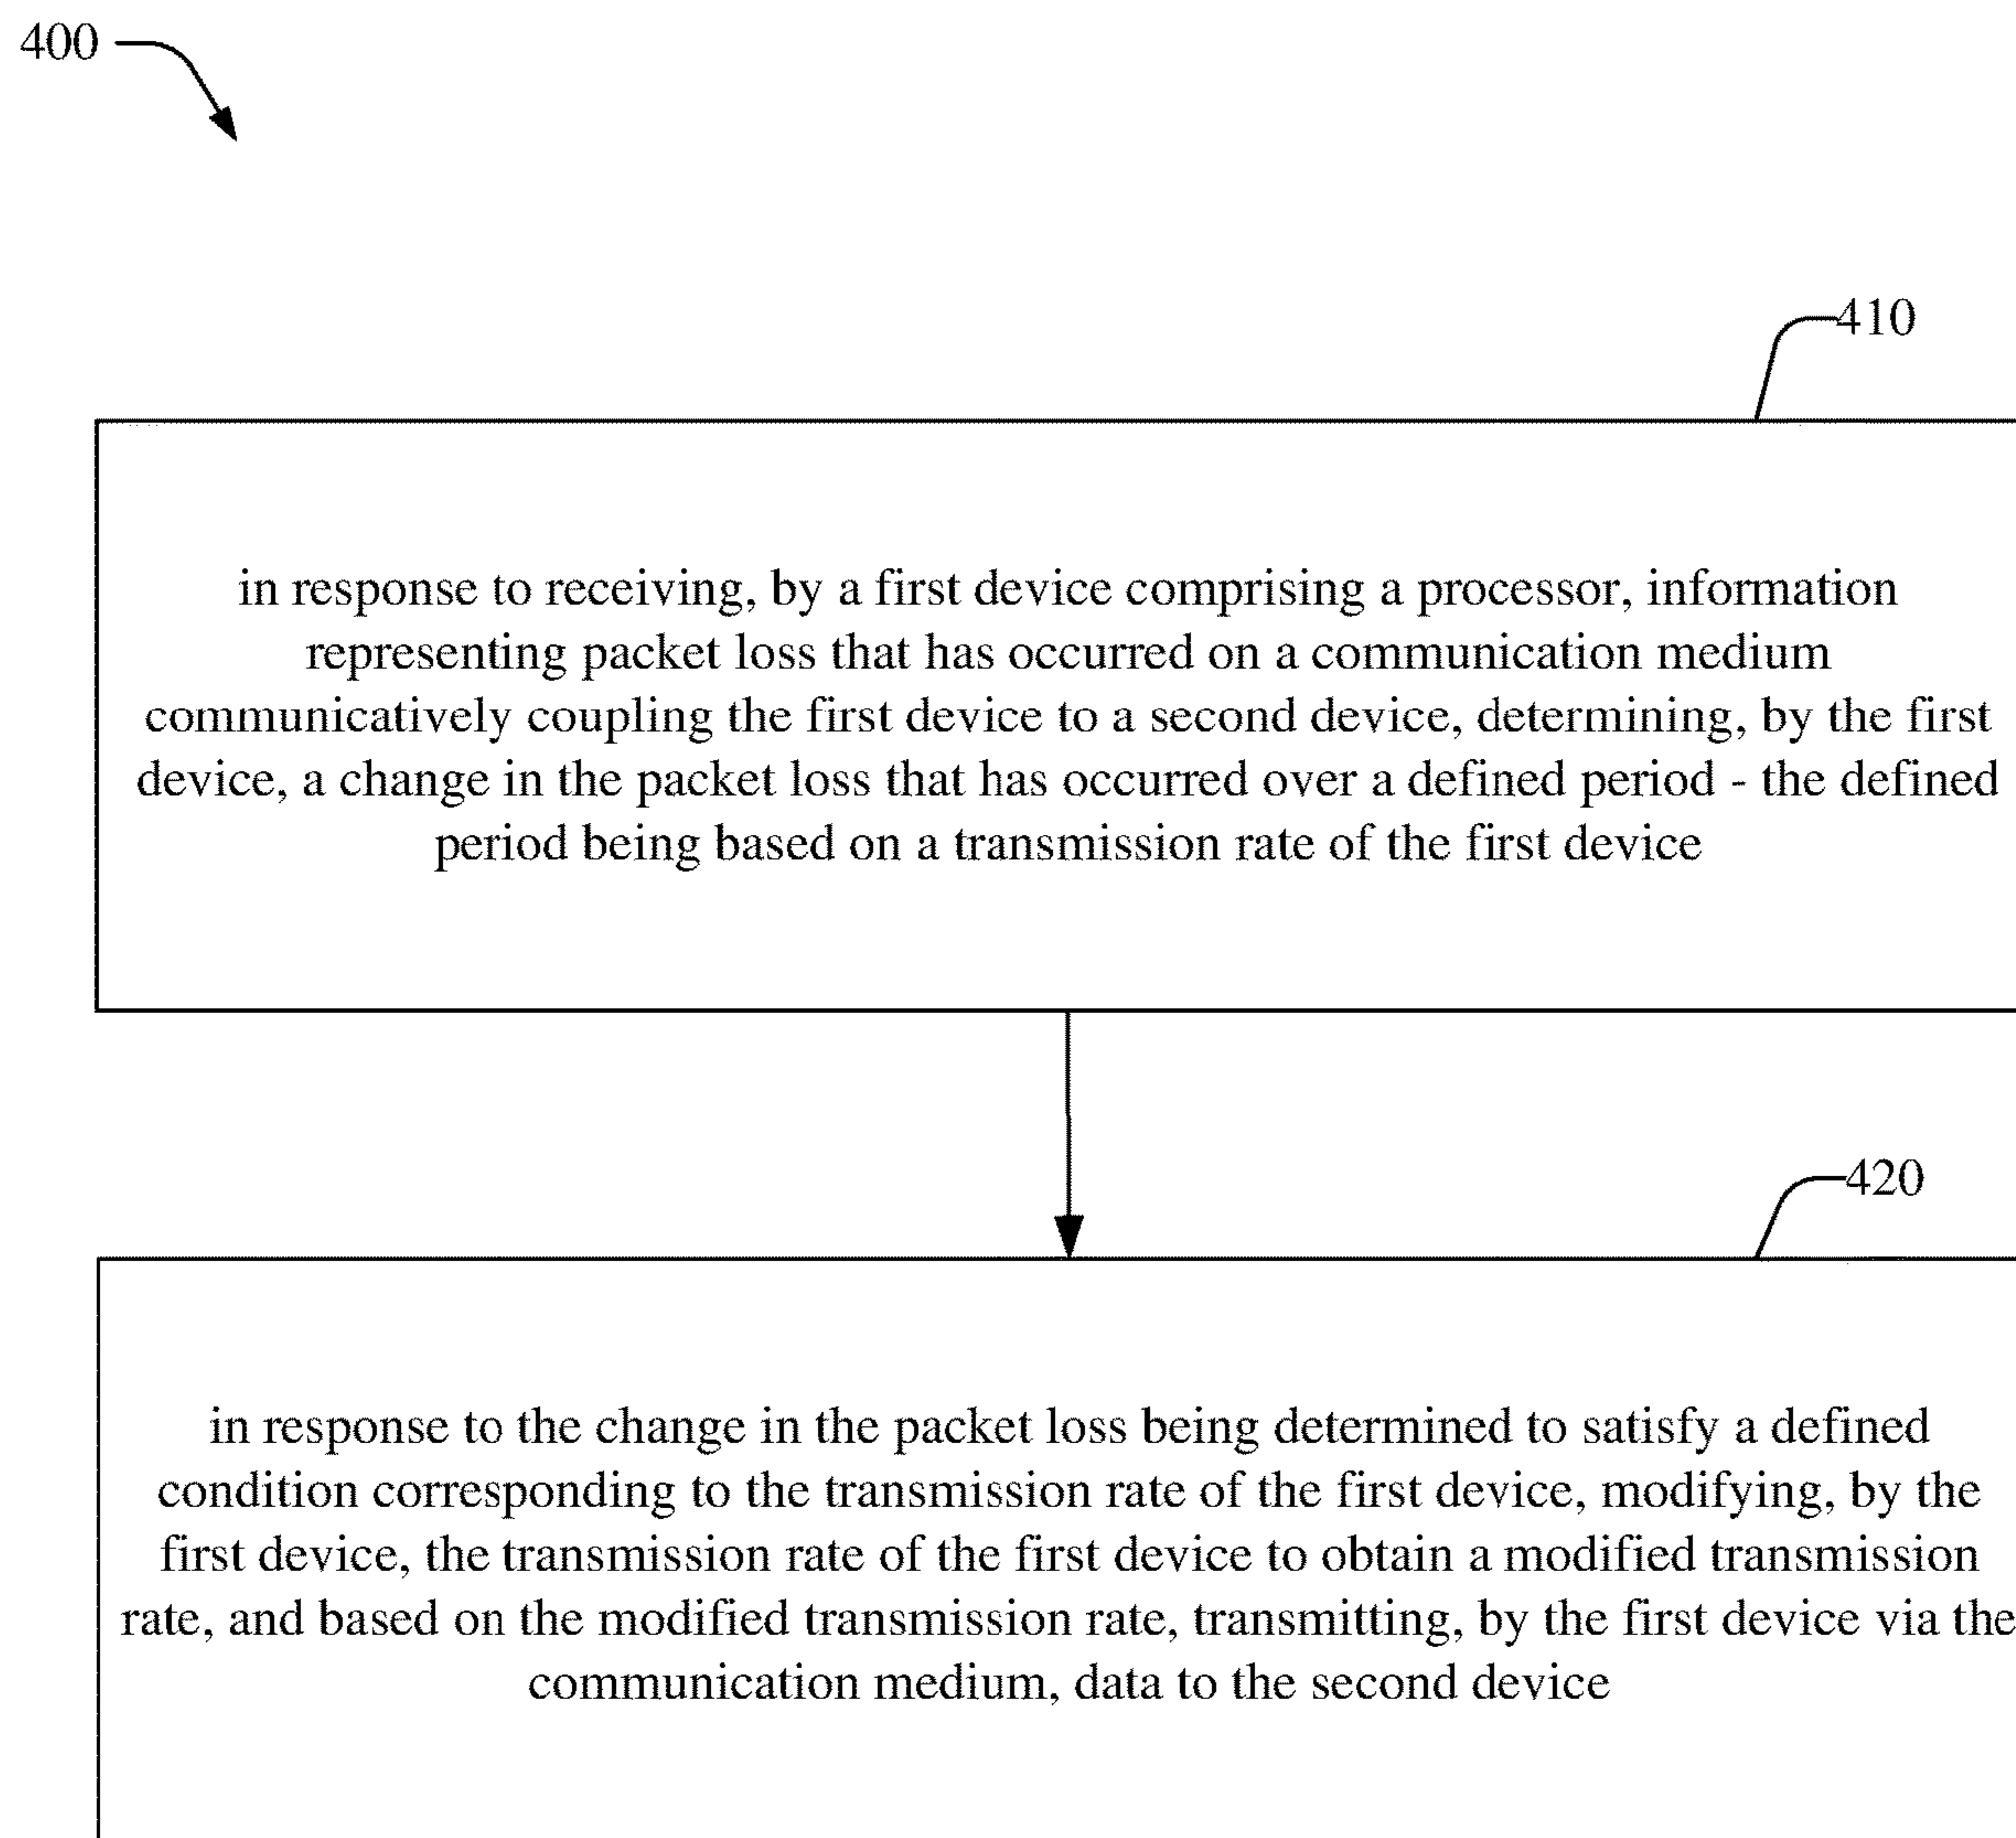 400
410
in response to receiving, by a first device comprising a processor, information
representing packet loss that has occurred on a communication medium
communicatively coupling the first device to a second device, determining, by the first
device, a change in the packet loss that has occurred over a defined period - the defined
period being based on a transmission rate of the first device
420
in response to the change in the packet loss being determined to satisfy a defined
condition corresponding to the transmission rate of the first device, modifying, by the
first device, the transmission rate of the first device to obtain a modified transmission
rate, and based on the modified transmission rate, transmitting, by the first device via the
communication medium, data to the second device